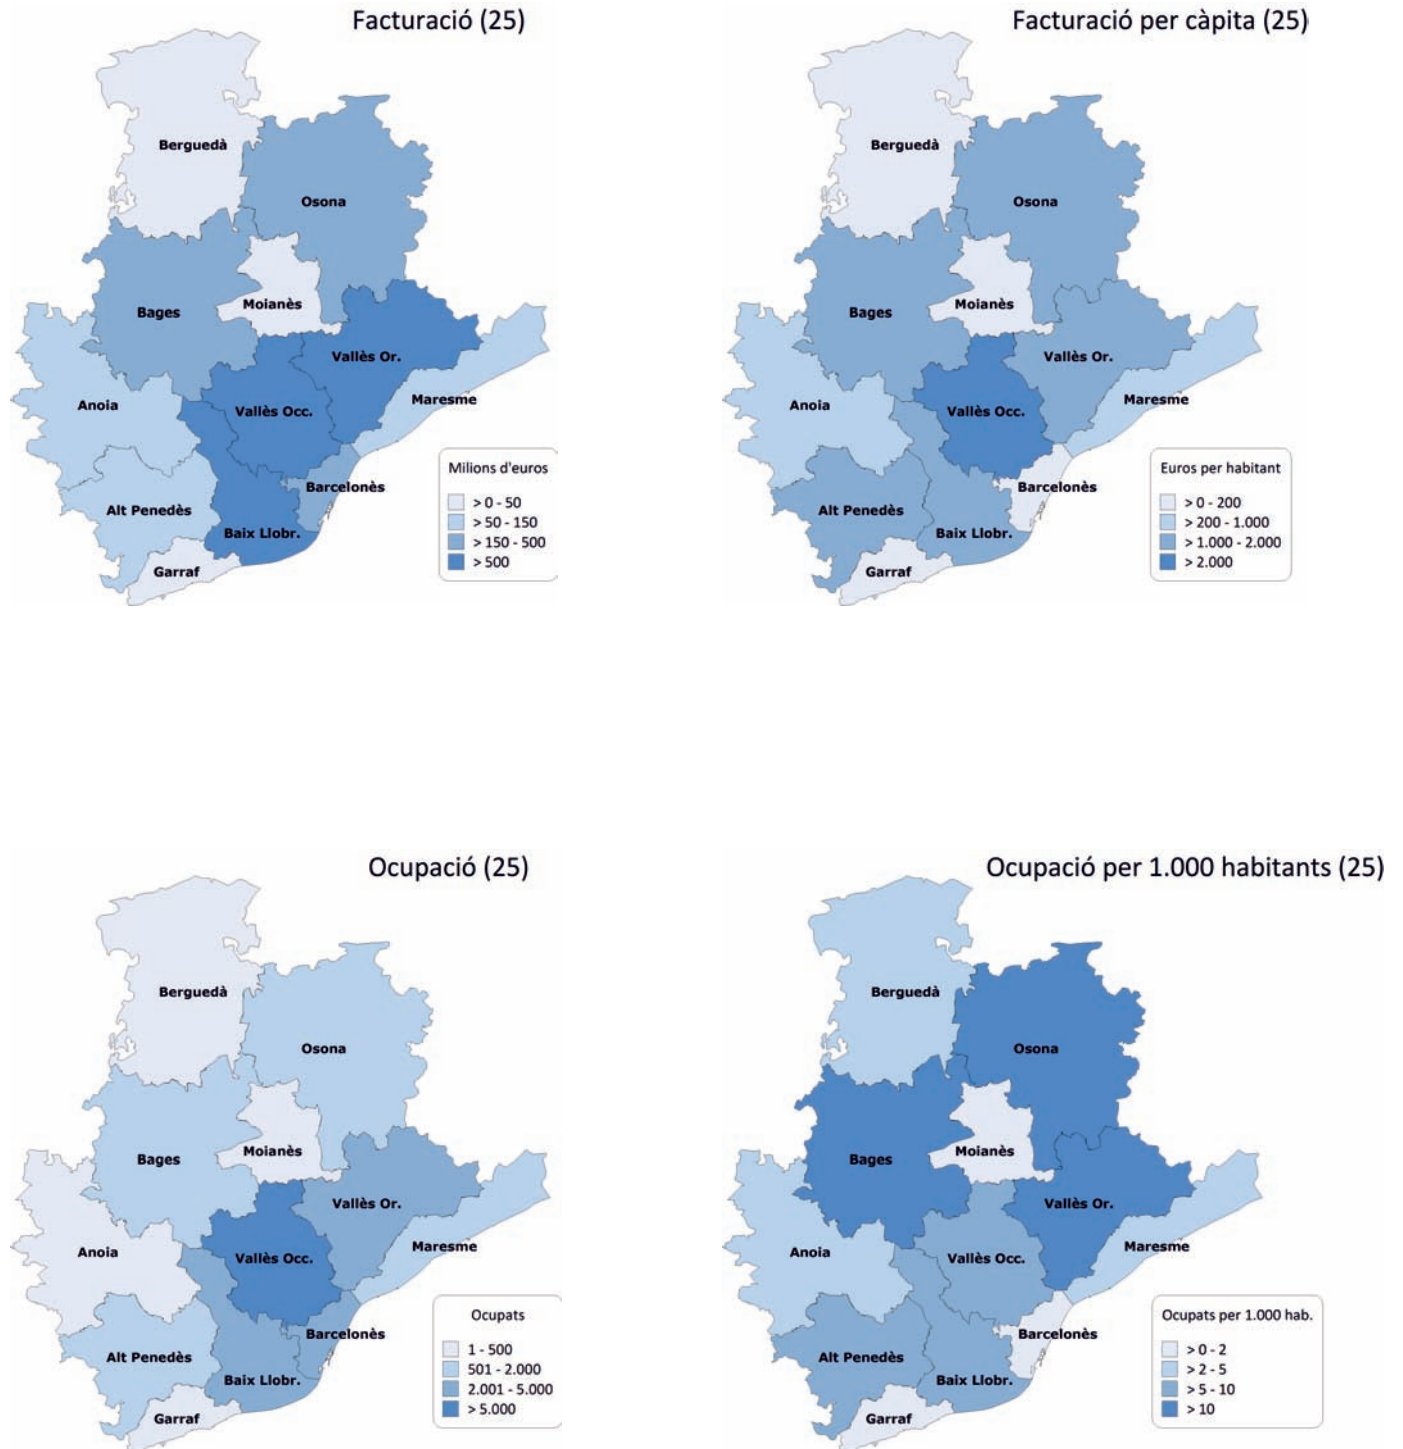 Facturació (25)
Berguedà
Osona
Moianès
Bages
Vallès Or.
Maresme
Anoia
Vallès Occ.
Barcelonès
Alt Penedès
Baix Llobr.
Garraf
Milions d'euros
> 0 - 50
> 50 - 150
> 150 - 500
> 500
Facturació per càpita (25)
Berguedà
Osona
Moianès
Bages
Vallès Or.
Maresme
Anoia
Vallès Occ.
Barcelonès
Alt Penedès
Baix Llobr.
Garraf
Euros per habitant
> 0 - 200
> 200 - 1.000
> 1.000 - 2.000
> 2.000
Ocupació (25)
Berguedà
Osona
Moianès
Bages
Vallès Or.
Maresme
Anoia
Vallès Occ.
Barcelonès
Alt Penedès
Baix Llobr.
Garraf
Ocupats
1 - 500
501 - 2.000
2.001 - 5.000
> 5.000
Ocupació per 1.000 habitants (25)
Berguedà
Osona
Moianès
Bages
Vallès Or.
Maresme
Anoia
Vallès Occ.
Barcelonès
Alt Penedès
Baix Llobr.
Garraf
Ocupats per 1.000 hab.
> 0 - 2
> 2 - 5
> 5 - 10
> 10